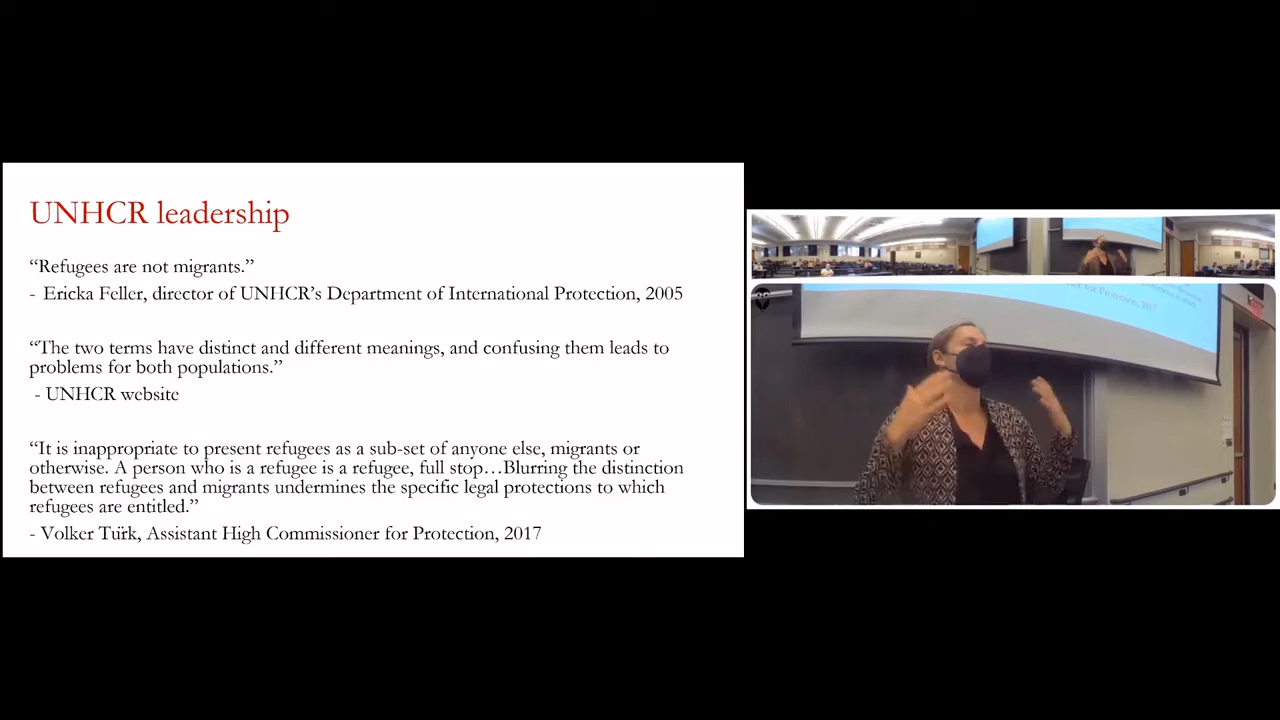 UNHCR leadership
“Refugees are not migrants.”
- Ericka Feller, director of UNHCR’s Department of International Protection, 2005
“The two terms have distinct and different meanings, and confusing them leads to
problems for both populations.”
- UNHCR website
“It is inappropriate to present refugees as a sub-set of anyone else, migrants or
otherwise. A person who is a refugee is a refugee, full stop…Blurring the distinction
between refugees and migrants undermines the specific legal protections to which
refugees are entitled.”
- Volker Türk, Assistant High Commissioner for Protection, 2017
for Protection, 2017